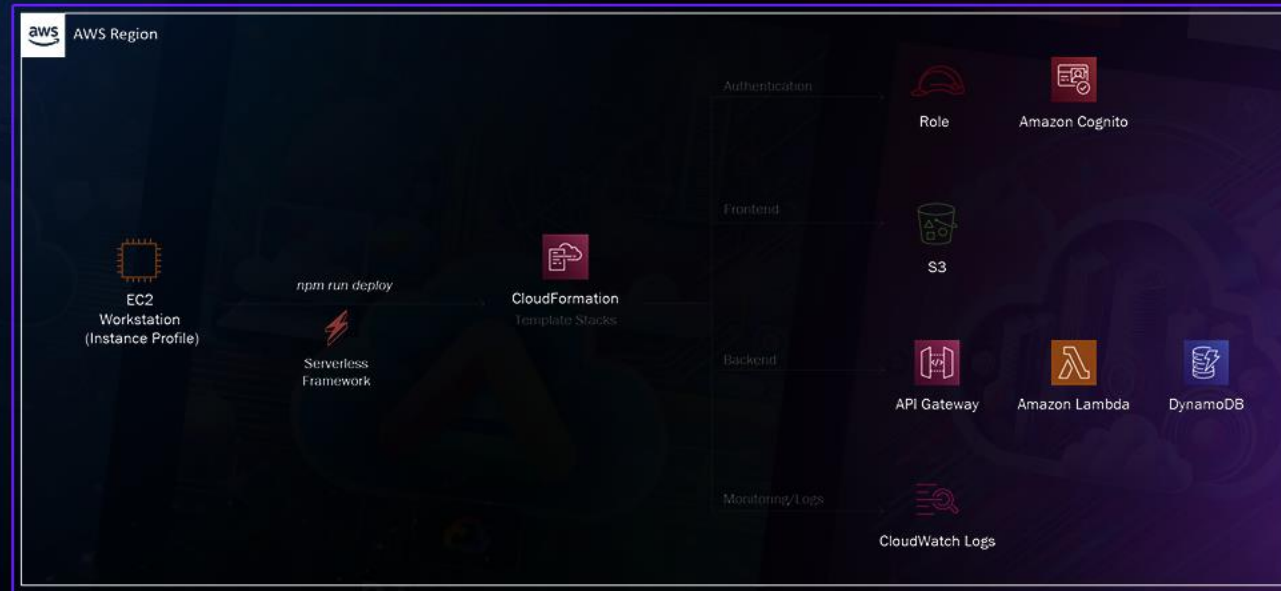 aws
AWS Region
Authentication
Role
Amazon Cognito
Frontend
S3
EC2
Workstation
(Instance Profile)
npm run deploy
Serverless
Framework
CloudFormation
Template Stacks
Backend
API Gateway
Amazon Lambda
DynamoDB
Monitoring/Logs
CloudWatch Logs